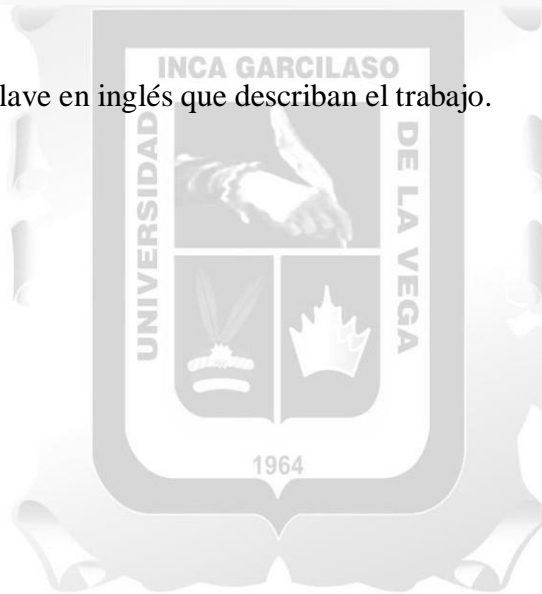 INCA GARCILASO
lave en inglés que describan el trabajo.
UNIVERSIDAD
DE LA VEGA
1964